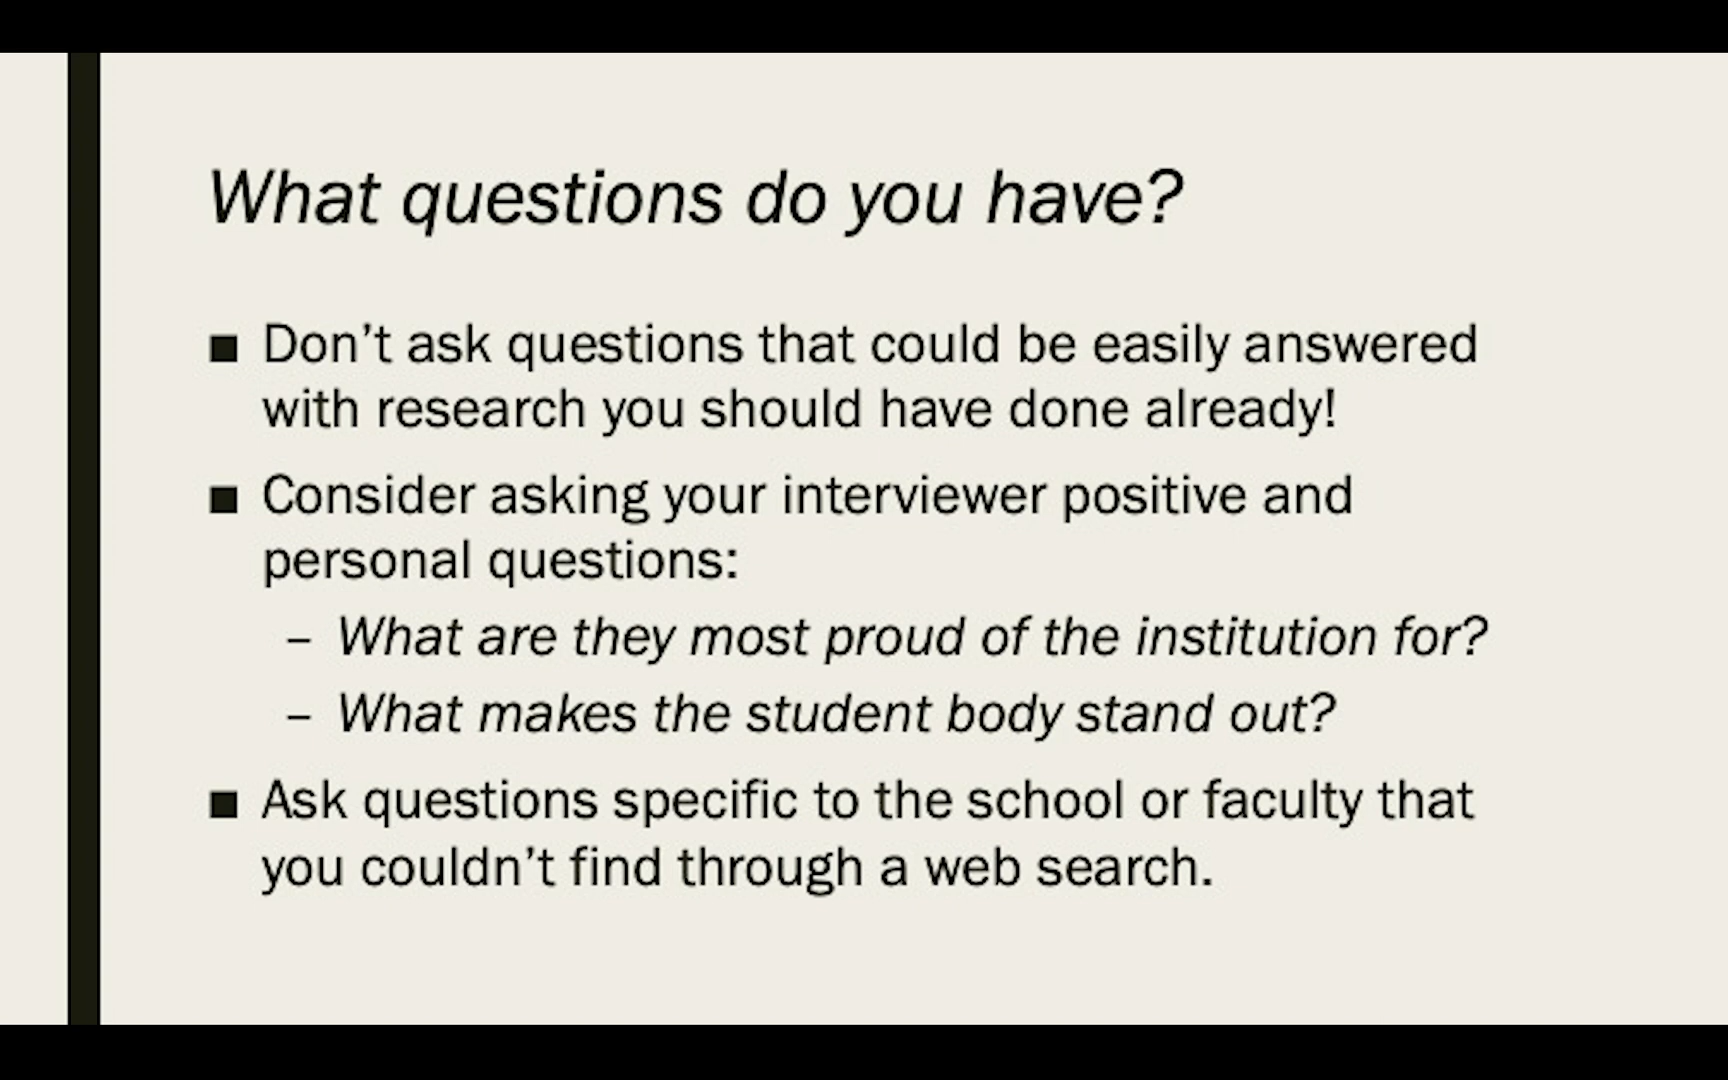 What questions do you have?
■ Don’t ask questions that could be easily answered
with research you should have done already!
■ Consider asking your interviewer positive and
personal questions:
– What are they most proud of the institution for?
– What makes the student body stand out?
■ Ask questions specific to the school or faculty that
you couldn’t find through a web search.